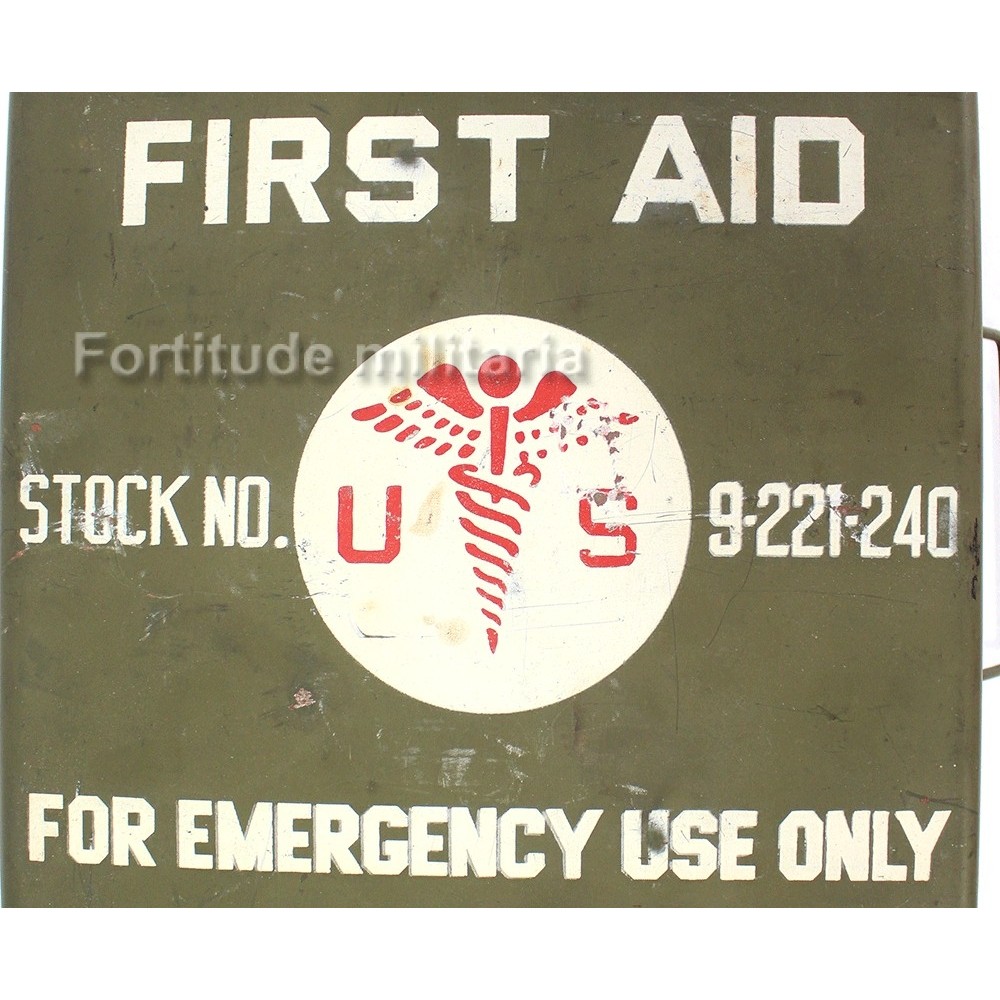 FIRST AID
Fortitude militaria
STOCK NO. U S 9-221-240
FOR EMERGENCY USE ONLY